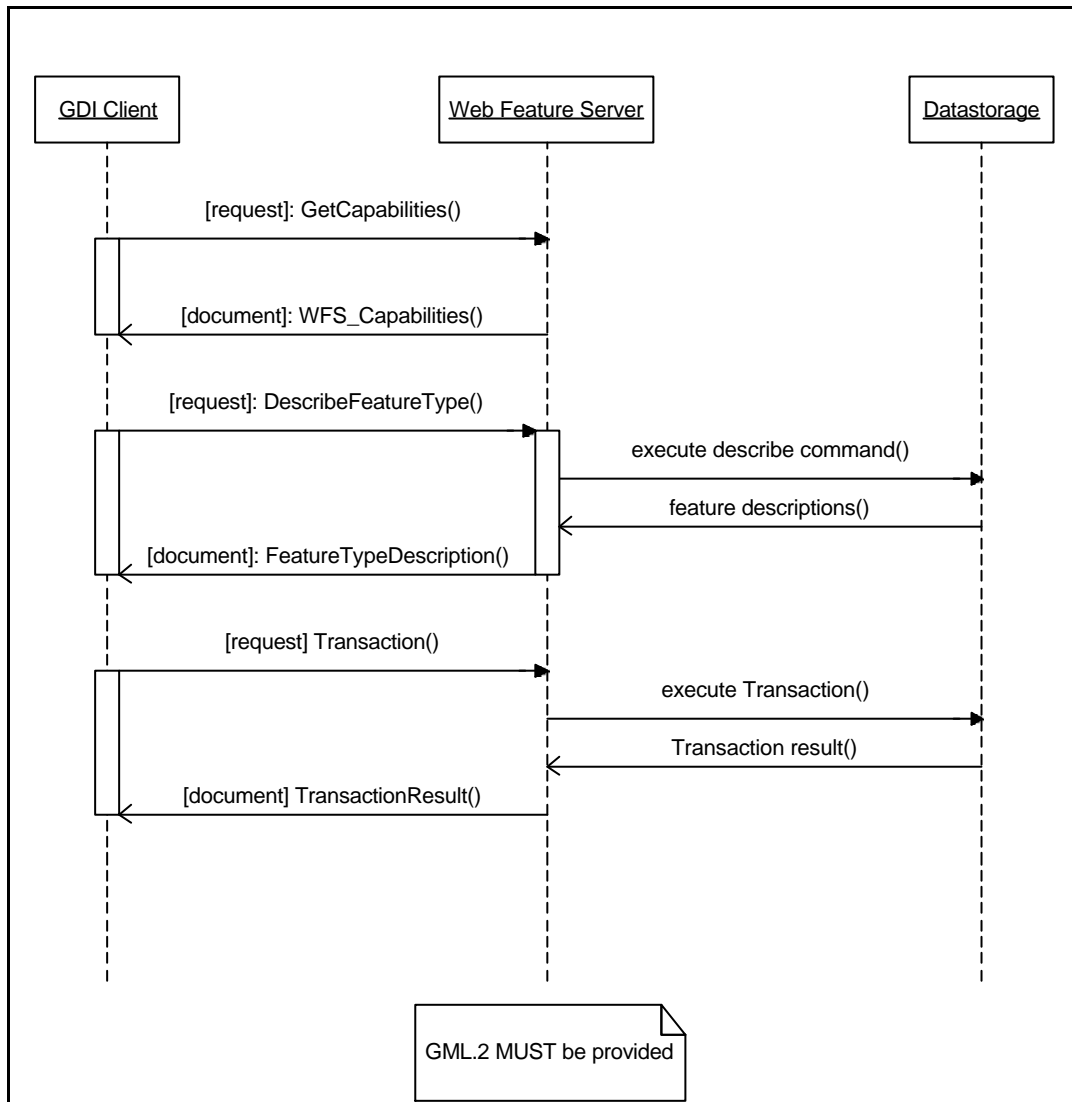 GDI Client
Web Feature Server
Datastorage
[request]: GetCapabilities()
[document]: WFS_Capabilities()
[request]: DescribeFeatureType()
execute describe command()
feature descriptions()
[document]: FeatureTypeDescription()
[request] Transaction()
execute Transaction()
Transaction result()
[document] TransactionResult()
GML.2 MUST be provided